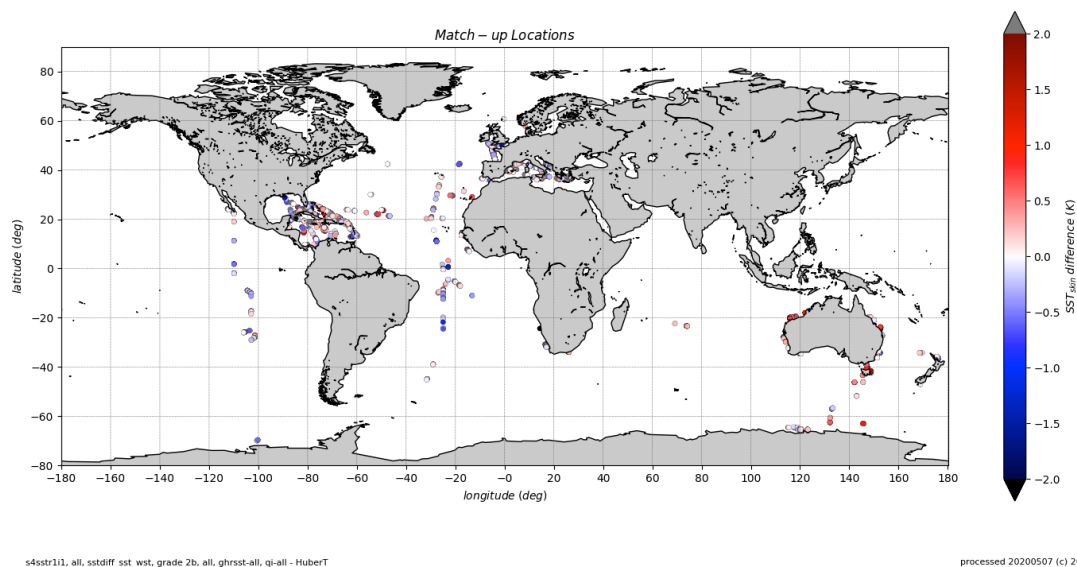 Match – up Locations
2.0
80
1.5
60
1.0
40
0.5
20
0.0
0
−0.5
−20
−1.0
−40
−1.5
−60
−2.0
−80
−180 −160 −140 −120 −100 −80 −60 −40 −20 −0 20 40 60 80 100 120 140 160 180
latitude (deg)
longitude (deg)
SSTskin difference (K)
s4sstr1i1, all, sstdiff sst wst, grade 2b, all, ghrsst-all, qi-all - HuberT
processed 20200507 (c) 2